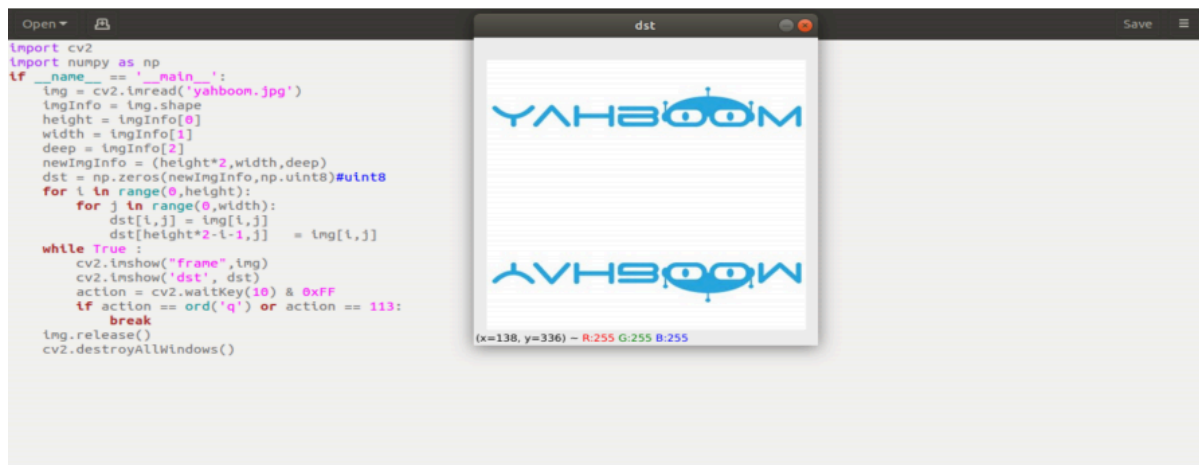 Open
dst
Save
import cv2
import numpy as np
if __name__ == '__main__':
    img = cv2.imread('yahboom.jpg')
    imgInfo = img.shape
    height = imgInfo[0]
    width = imgInfo[1]
    deep = imgInfo[2]
    newImgInfo = (height*2,width,deep)
    dst = np.zeros(newImgInfo,np.uint8)#uint8
    for i in range(0,height):
        for j in range(0,width):
            dst[i,j] = img[i,j]
            dst[height*2-i-1,j]   = img[i,j]
    while True :
        cv2.imshow("frame",img)
        cv2.imshow('dst', dst)
        action = cv2.waitKey(10) & 0xFF
        if action == ord('q') or action == 113:
            break
    img.release()
    cv2.destroyAllWindows()
YAHBOOM
YAHBOOM
(x=138, y=336) ~ R:255 G:255 B:255